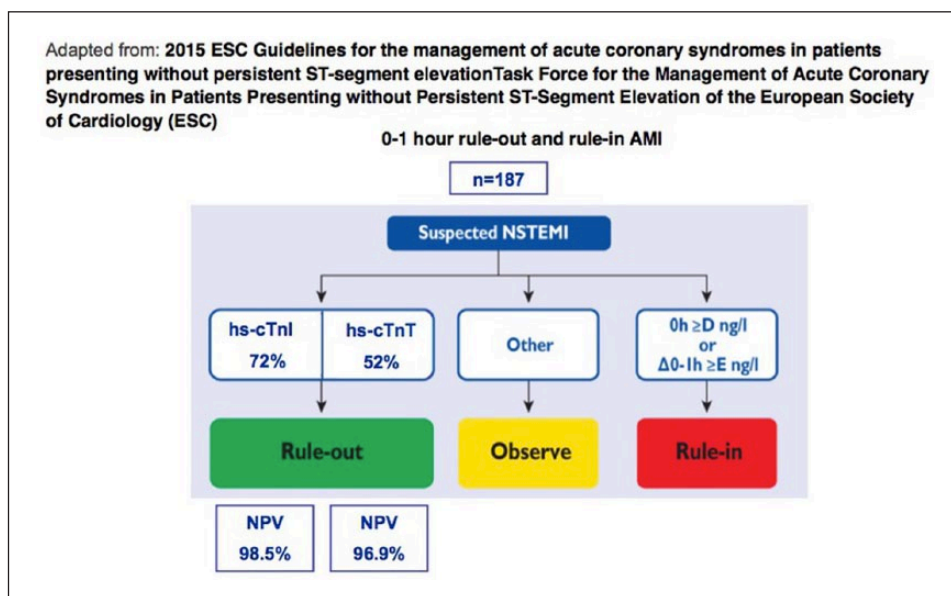 Adapted from: 2015 ESC Guidelines for the management of acute coronary syndromes in patients
presenting without persistent ST-segment elevationTask Force for the Management of Acute Coronary
Syndromes in Patients Presenting without Persistent ST-Segment Elevation of the European Society
of Cardiology (ESC)
0-1 hour rule-out and rule-in AMI
n=187
Suspected NSTEMI
hs-cTnI
72%
hs-cTnT
52%
Other
0h ≥D ng/l
or
Δ0-1h ≥E ng/l
Rule-out
Observe
Rule-in
NPV
98.5%
NPV
96.9%